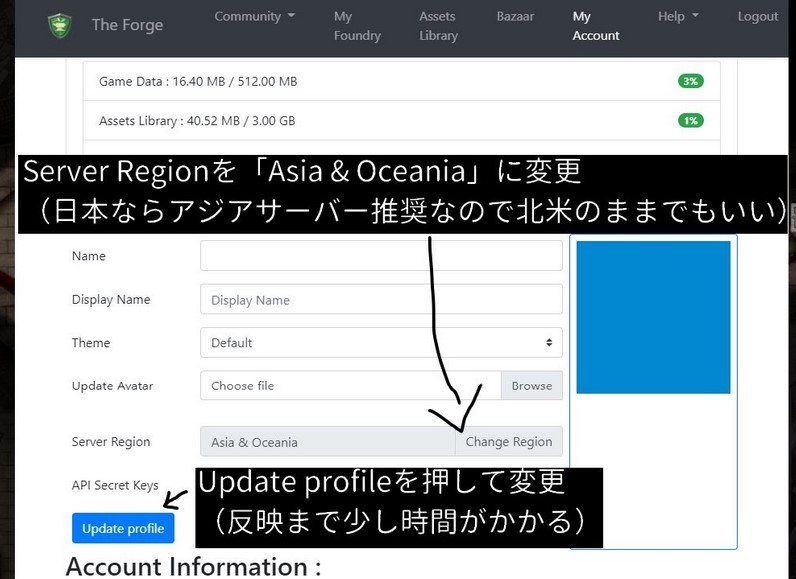 The Forge
Community
My Foundry
Assets Library
Bazaar
My Account
Help
Logout
Game Data : 16.40 MB / 512.00 MB
3%
Assets Library : 40.52 MB / 3.00 GB
1%
Server Regionを「Asia & Oceania」に変更
（日本ならアジアサーバー推奨なので北米のままでもいい）
Name
Display Name
Display Name
Theme
Default
Update Avatar
Choose file
Browse
Server Region
Asia & Oceania
Change Region
API Secret Keys
Update profileを押して変更
（反映まで少し時間がかかる）
Update profile
Account Information :